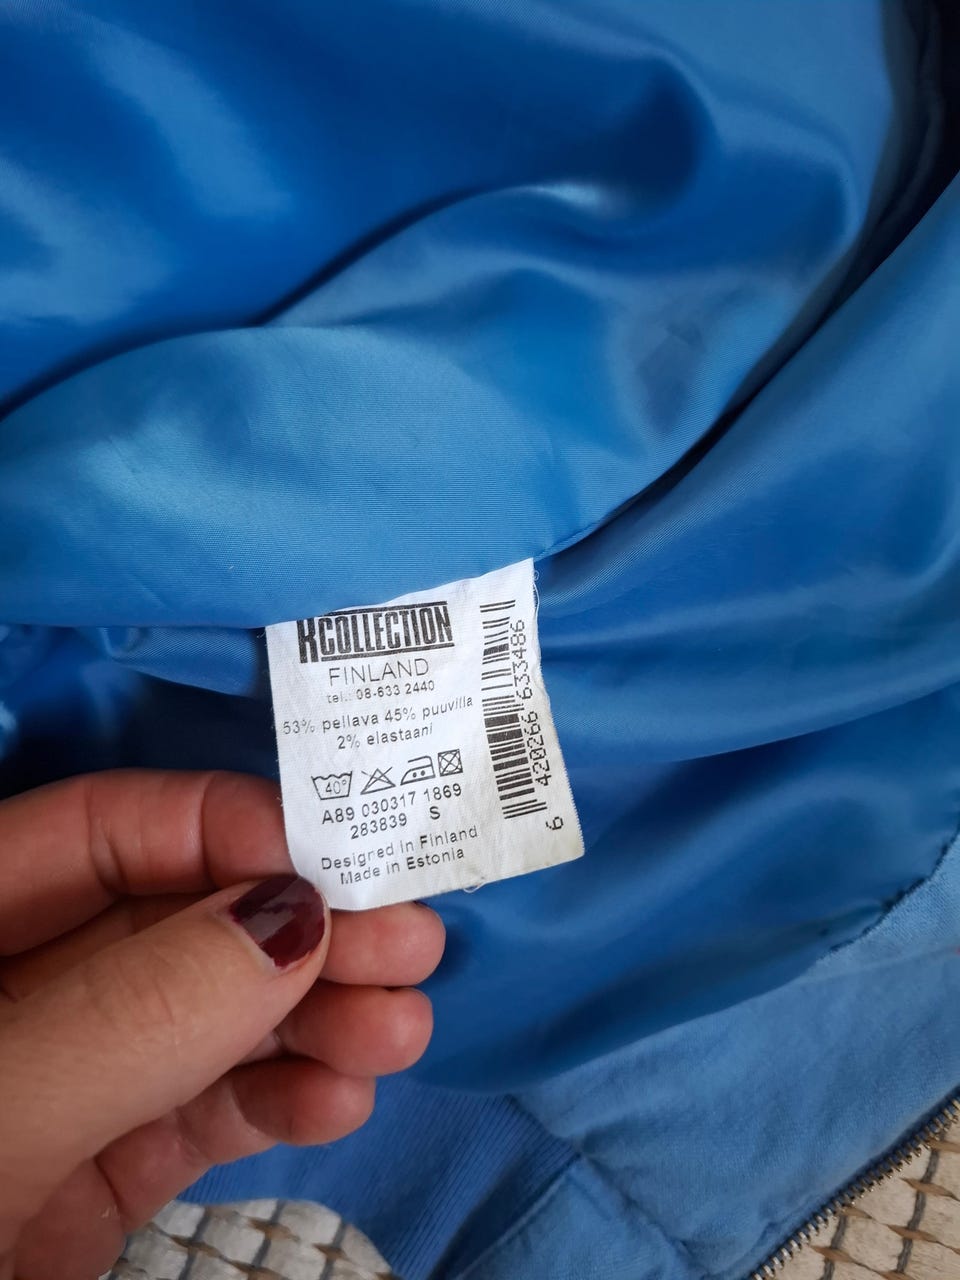 RCOLLECTION
FINLAND
tel.: 08-633 2440
53% pellava 45% puuvilla
2% elastaani
40°
A89 030317 1869
283839 S
Designed in Finland
Made in Estonia
6 420266 633486